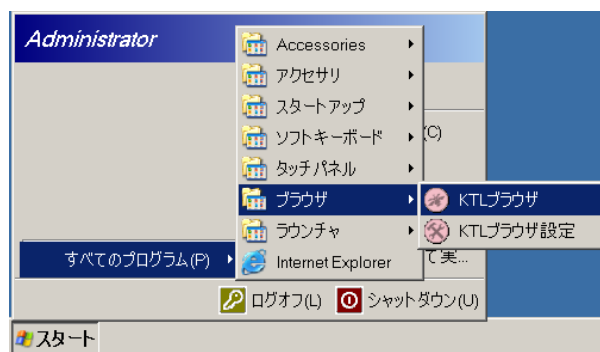 Administrator
Accessories
アクセサリ
スタートアップ
ソフトキーボード
(C)
タッチパネル
ブラウザ
KTLブラウザ
ラウンチャ
KTLブラウザ設定
すべてのプログラム(P)
Internet Explorer
て実...
ログオフ(L)
シャットダウン(U)
スタート